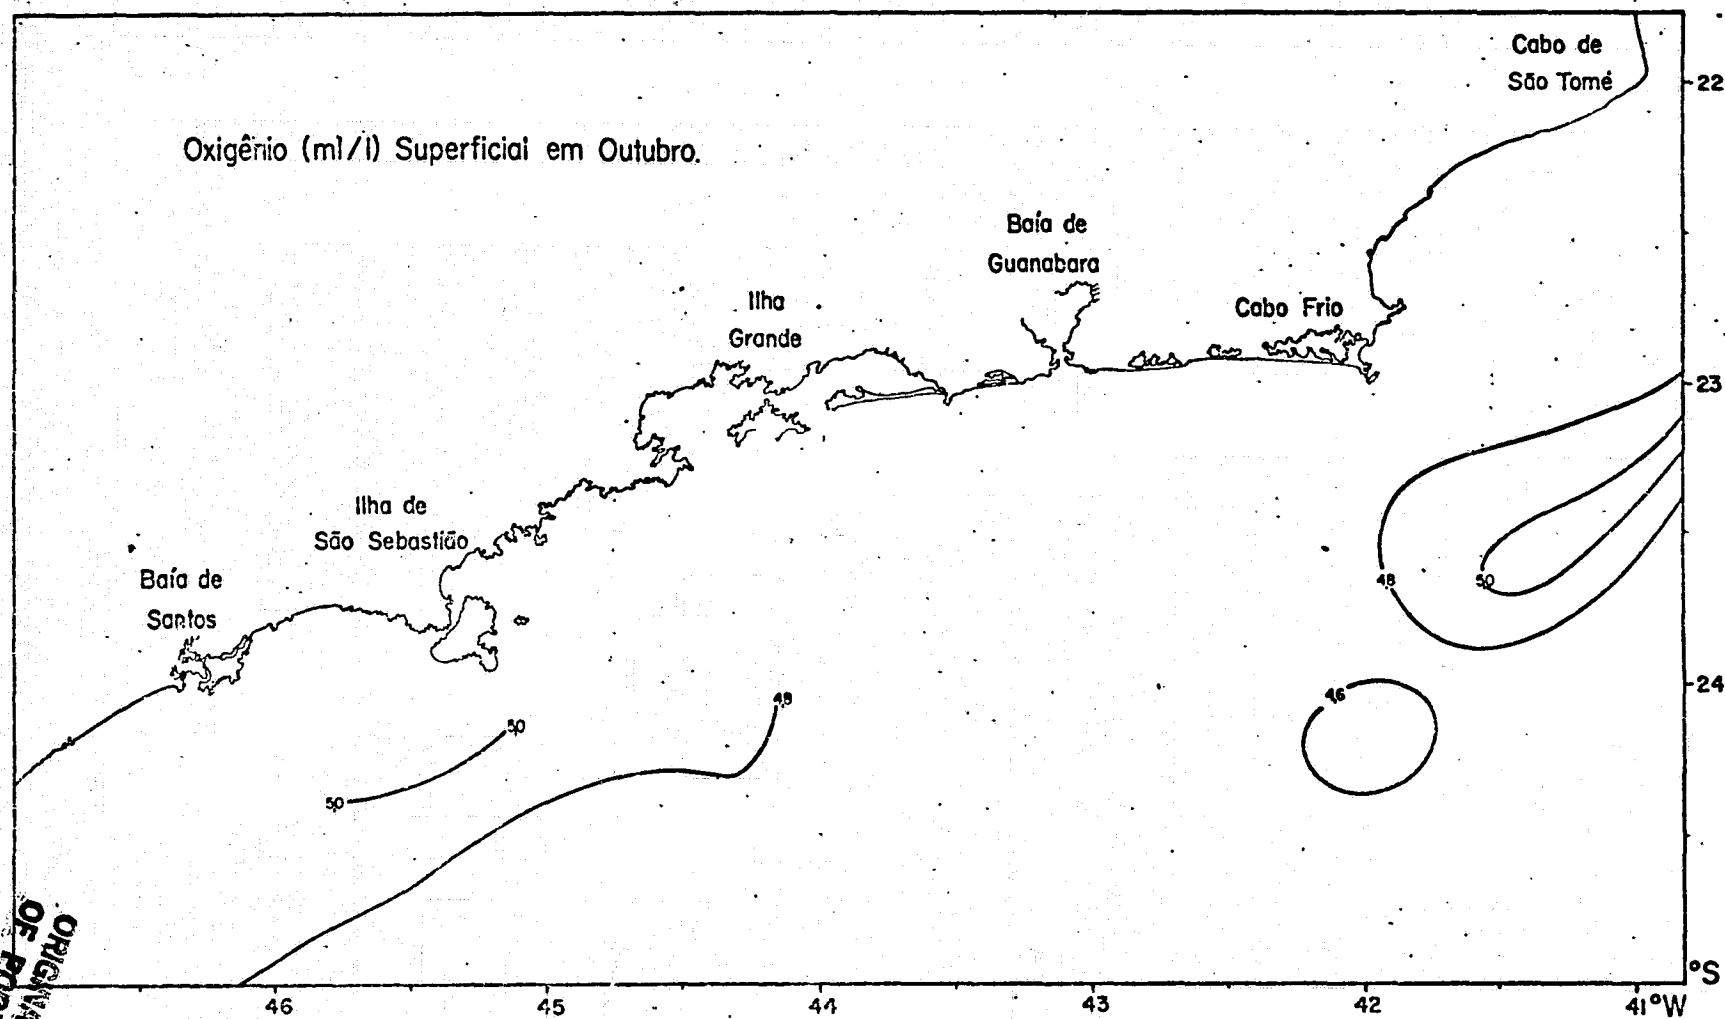 Cabo de
São Tomé
22
Oxigênio (ml/l) Superficial em Outubro.
Baía de
Guanabara
Ilha
Grande
Cabo Frio
23
Ilha de
São Sebastião
Baía de
Santos
48
50
24
46
48
50
50
°S
46
45
44
43
42
41°W
ORIGINAL
OF